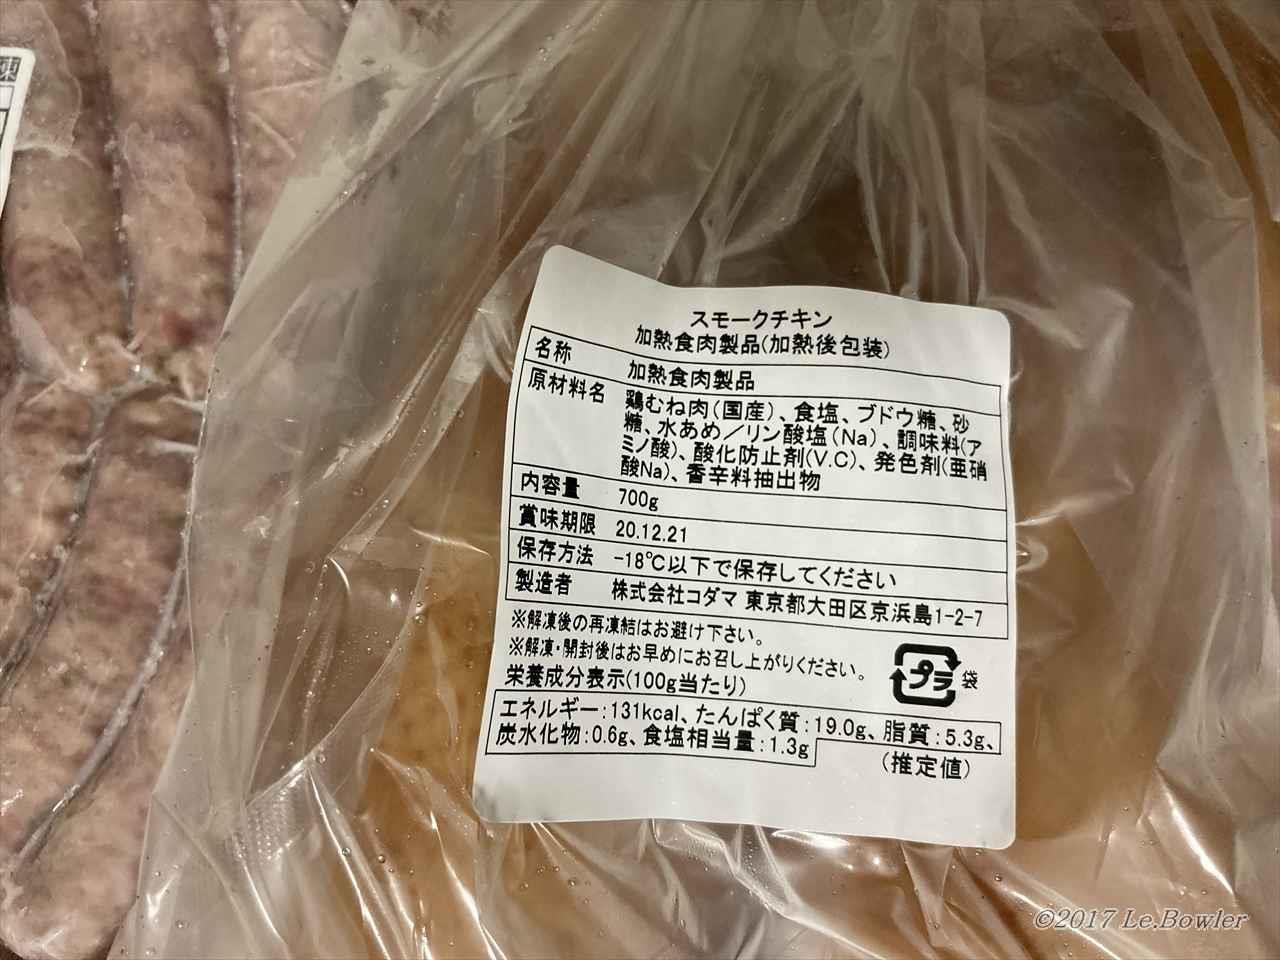 凍
スモークチキン
加熱食肉製品(加熱後包装)
名称 加熱食肉製品
原材料名 鶏むね肉(国産)、食塩、ブドウ糖、砂
糖、水あめ／リン酸塩(Na)、調味料(ア
ミノ酸)、酸化防止剤(V.C)、発色剤(亜硝
酸Na)、香辛料抽出物
内容量 700g
賞味期限 20.12.21
保存方法 -18℃以下で保存してください
製造者 株式会社コダマ 東京都大田区京浜島1-2-7
※解凍後の再凍結はお避け下さい。
※解凍・開封後はお早めにお召し上がりください。
プラ 袋
栄養成分表示(100g当たり)
エネルギー:131kcal、たんぱく質:19.0g、脂質:5.3g、
炭水化物:0.6g、食塩相当量:1.3g
(推定値)
©2017 Le.Bowler